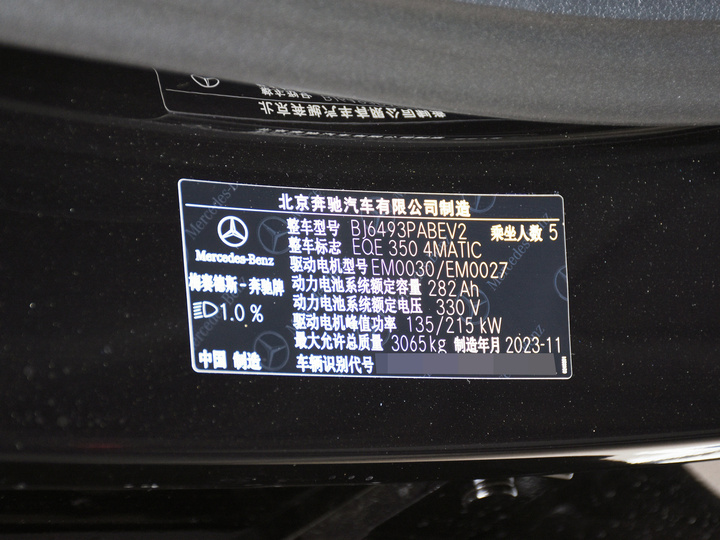 北京奔驰汽车有限公司制造
Mercedes-Benz
梅赛德斯-奔驰牌
1.0 %
中国 制造
整车型号 BJ6493PABEV2 乘坐人数 5
整车标志 EQE 350 4MATIC
驱动电机型号 EM0030/EM0027
动力电池系统额定容量 282 Ah
动力电池系统额定电压 330 V
驱动电机峰值功率 135/215 kW
最大允许总质量 3065 kg 制造年月 2023-11
车辆识别代号